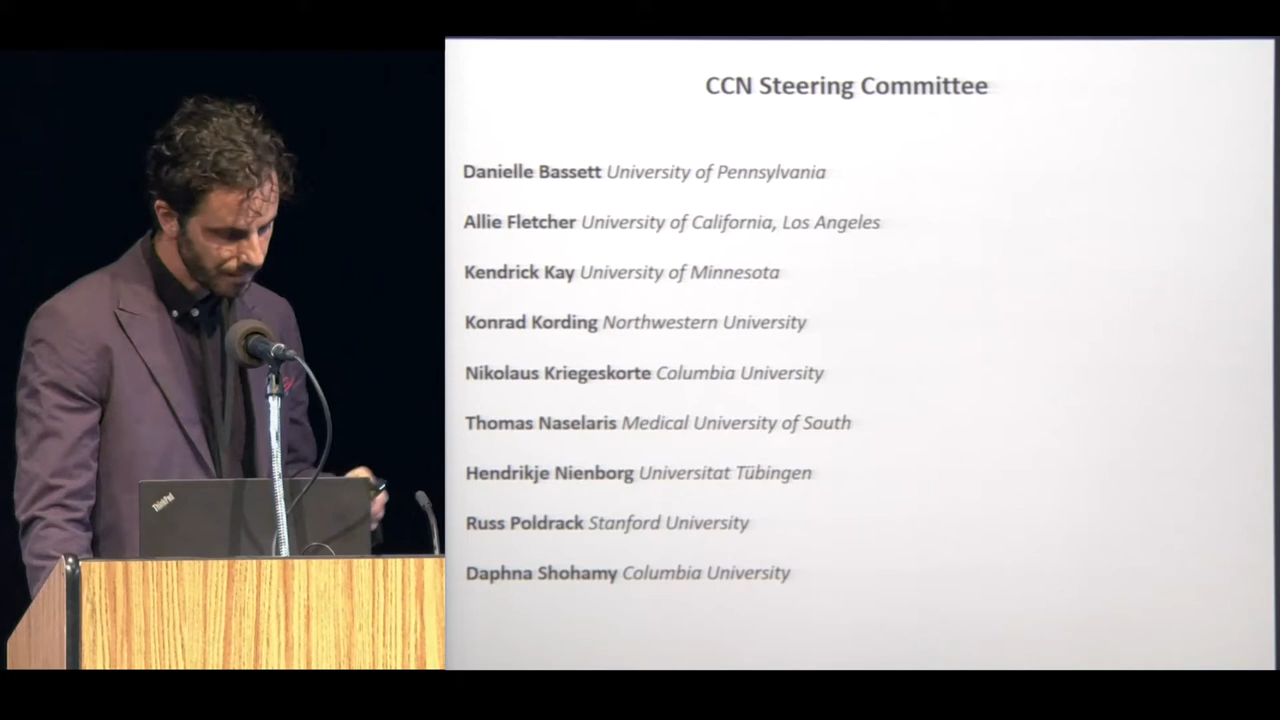 CCN Steering Committee
Danielle Bassett University of Pennsylvania
Allie Fletcher University of California, Los Angeles
Kendrick Kay University of Minnesota
Konrad Kording Northwestern University
Nikolaus Kriegeskorte Columbia University
Thomas Naselaris Medical University of South
Hendrikje Nienborg Universitat Tübingen
Russ Poldrack Stanford University
Daphna Shohamy Columbia University
ThinkPad